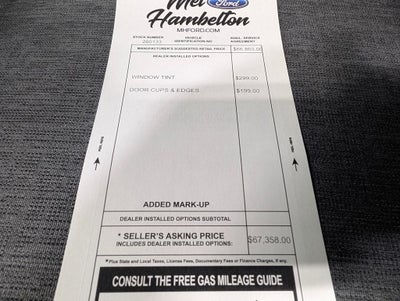 Mel Ford
Hambelton
MHFORD.COM
STOCK NUMBER VEHICLE IDENTIFICATION NO. ADDL. SERVICE AGREEMENT
MANUFACTURER'S SUGGESTED RETAIL PRICE
DEALER INSTALLED OPTIONS
WINDOW TINT $299.00
DOOR CUPS & EDGES $199.00
ADDED MARK-UP
DEALER INSTALLED OPTIONS SUBTOTAL
* SELLER'S ASKING PRICE
INCLUDES DEALER INSTALLED OPTIONS: $67,358.00
*Plus State and Local Taxes, License Fees, Documentary Fees or Finance Charges, if any.
CONSULT THE FREE GAS MILEAGE GUIDE